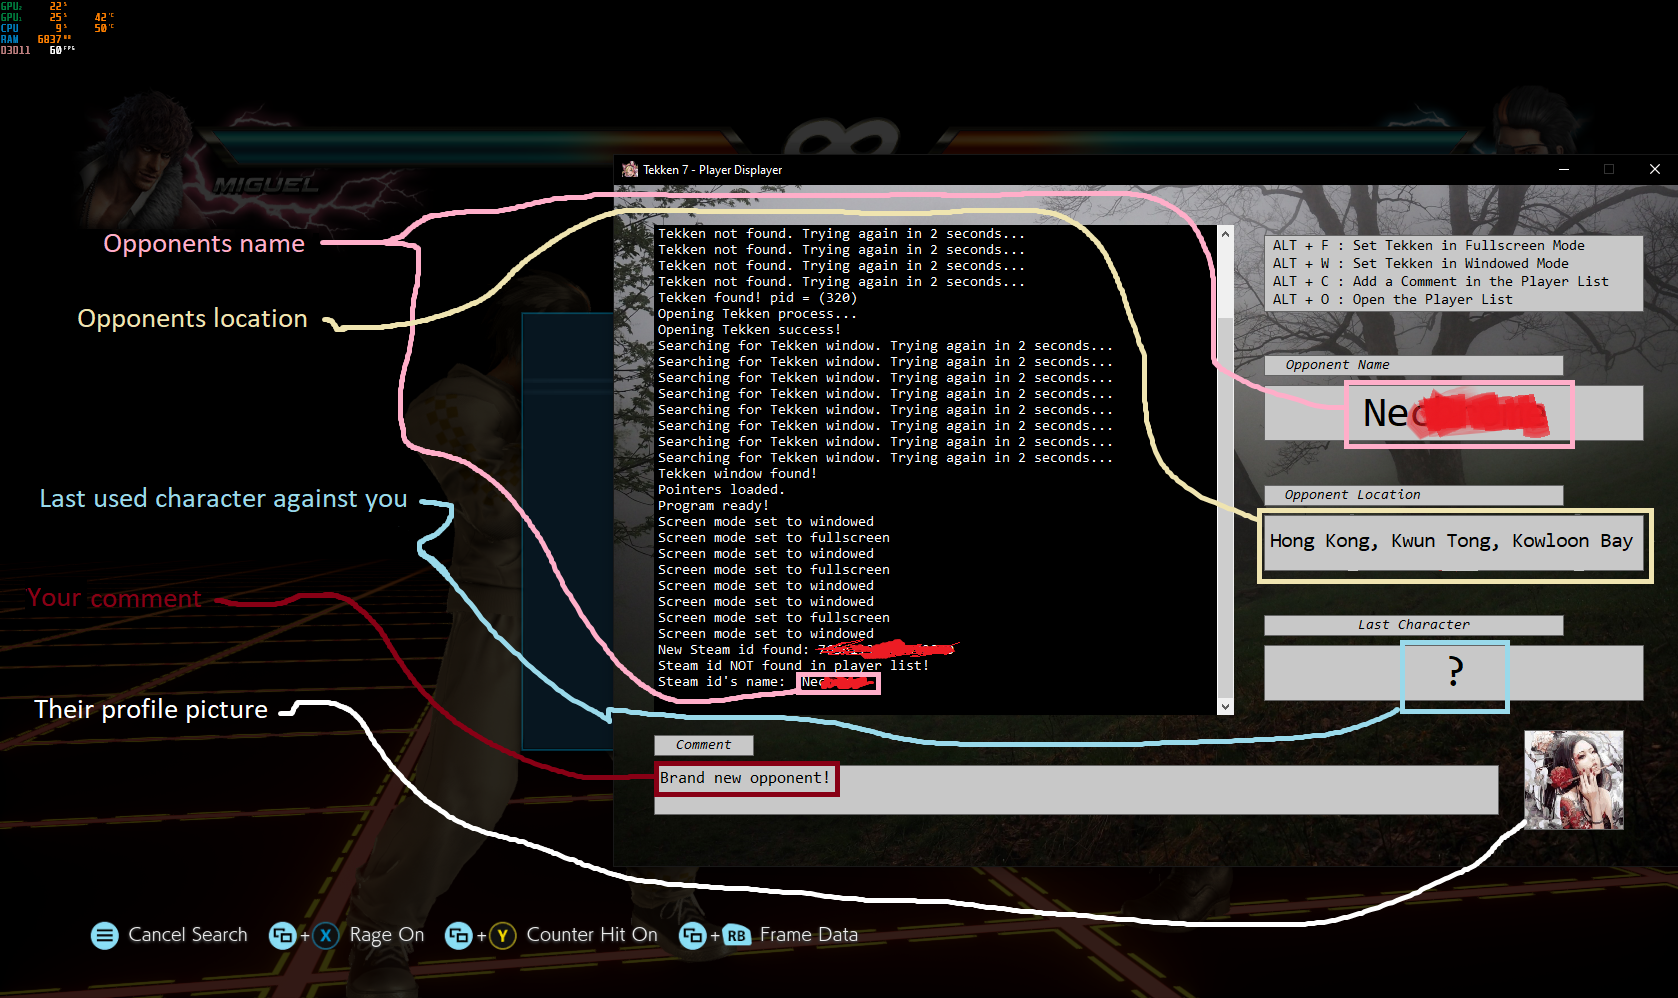 GPU2 22 %
GPU1 25 % 42 °C
CPU 9 % 50 °C
RAM 6837 MB
D3D11 60 FPS
MIGUEL
Tekken 7 - Player Displayer
Opponents name
Opponents location
Last used character against you
Your comment
Their profile picture
Tekken not found. Trying again in 2 seconds...
Tekken not found. Trying again in 2 seconds...
Tekken not found. Trying again in 2 seconds...
Tekken not found. Trying again in 2 seconds...
Tekken found! pid = (320)
Opening Tekken process...
Opening Tekken success!
Searching for Tekken window. Trying again in 2 seconds...
Searching for Tekken window. Trying again in 2 seconds...
Searching for Tekken window. Trying again in 2 seconds...
Searching for Tekken window. Trying again in 2 seconds...
Searching for Tekken window. Trying again in 2 seconds...
Searching for Tekken window. Trying again in 2 seconds...
Searching for Tekken window. Trying again in 2 seconds...
Searching for Tekken window. Trying again in 2 seconds...
Tekken window found!
Pointers loaded.
Program ready!
Screen mode set to windowed
Screen mode set to fullscreen
Screen mode set to windowed
Screen mode set to fullscreen
Screen mode set to windowed
Screen mode set to windowed
Screen mode set to fullscreen
Screen mode set to windowed
New Steam id found:
Steam id NOT found in player list!
Steam id's name: Nec
ALT + F : Set Tekken in Fullscreen Mode
ALT + W : Set Tekken in Windowed Mode
ALT + C : Add a Comment in the Player List
ALT + O : Open the Player List
Opponent Name
Nec
Opponent Location
Hong Kong, Kwun Tong, Kowloon Bay
Last Character
?
Comment
Brand new opponent!
Cancel Search + X Rage On + Y Counter Hit On + RB Frame Data